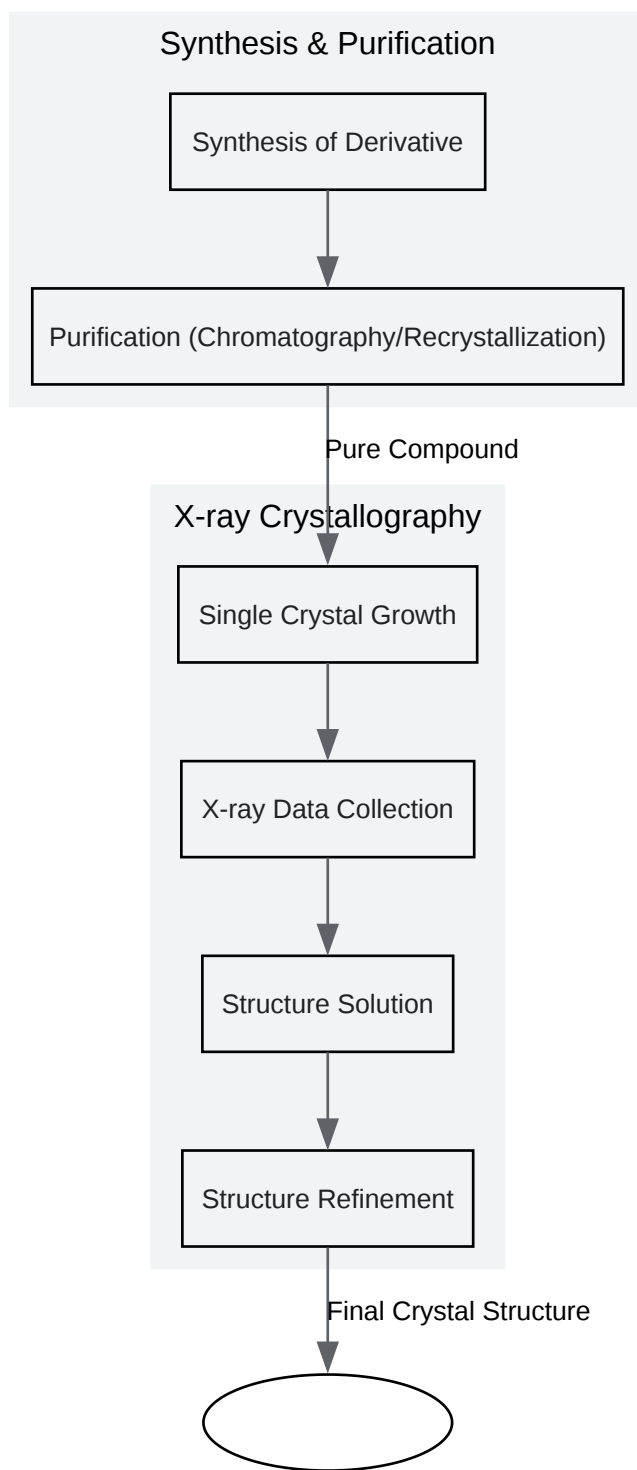 Synthesis & Purification
Synthesis of Derivative
Purification (Chromatography/Recrystallization)
Pure Compound
X-ray Crystallography
Single Crystal Growth
X-ray Data Collection
Structure Solution
Structure Refinement
Final Crystal Structure